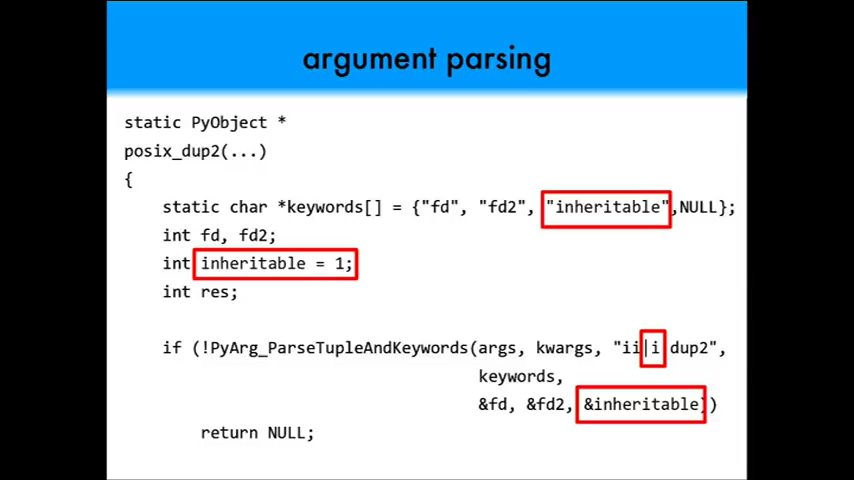 argument parsing
static PyObject *
posix_dup2(...)
{
static char *keywords[] = {"fd", "fd2", "inheritable",NULL};
int fd, fd2;
int inheritable = 1;
int res;
if (!PyArg_ParseTupleAndKeywords(args, kwargs, "ii|i dup2",
keywords,
&fd, &fd2, &inheritable))
return NULL;